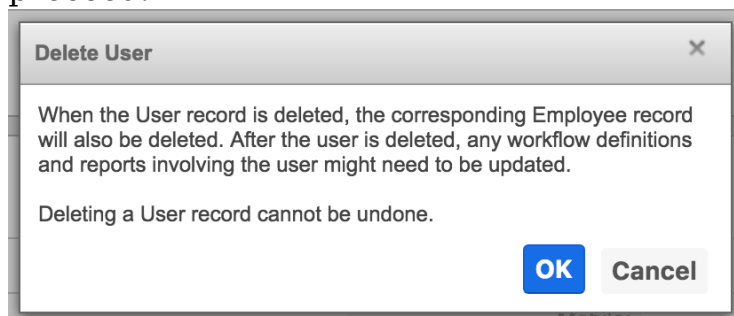 Delete User
When the User record is deleted, the corresponding Employee record
will also be deleted. After the user is deleted, any workflow definitions
and reports involving the user might need to be updated.
Deleting a User record cannot be undone.
OK Cancel